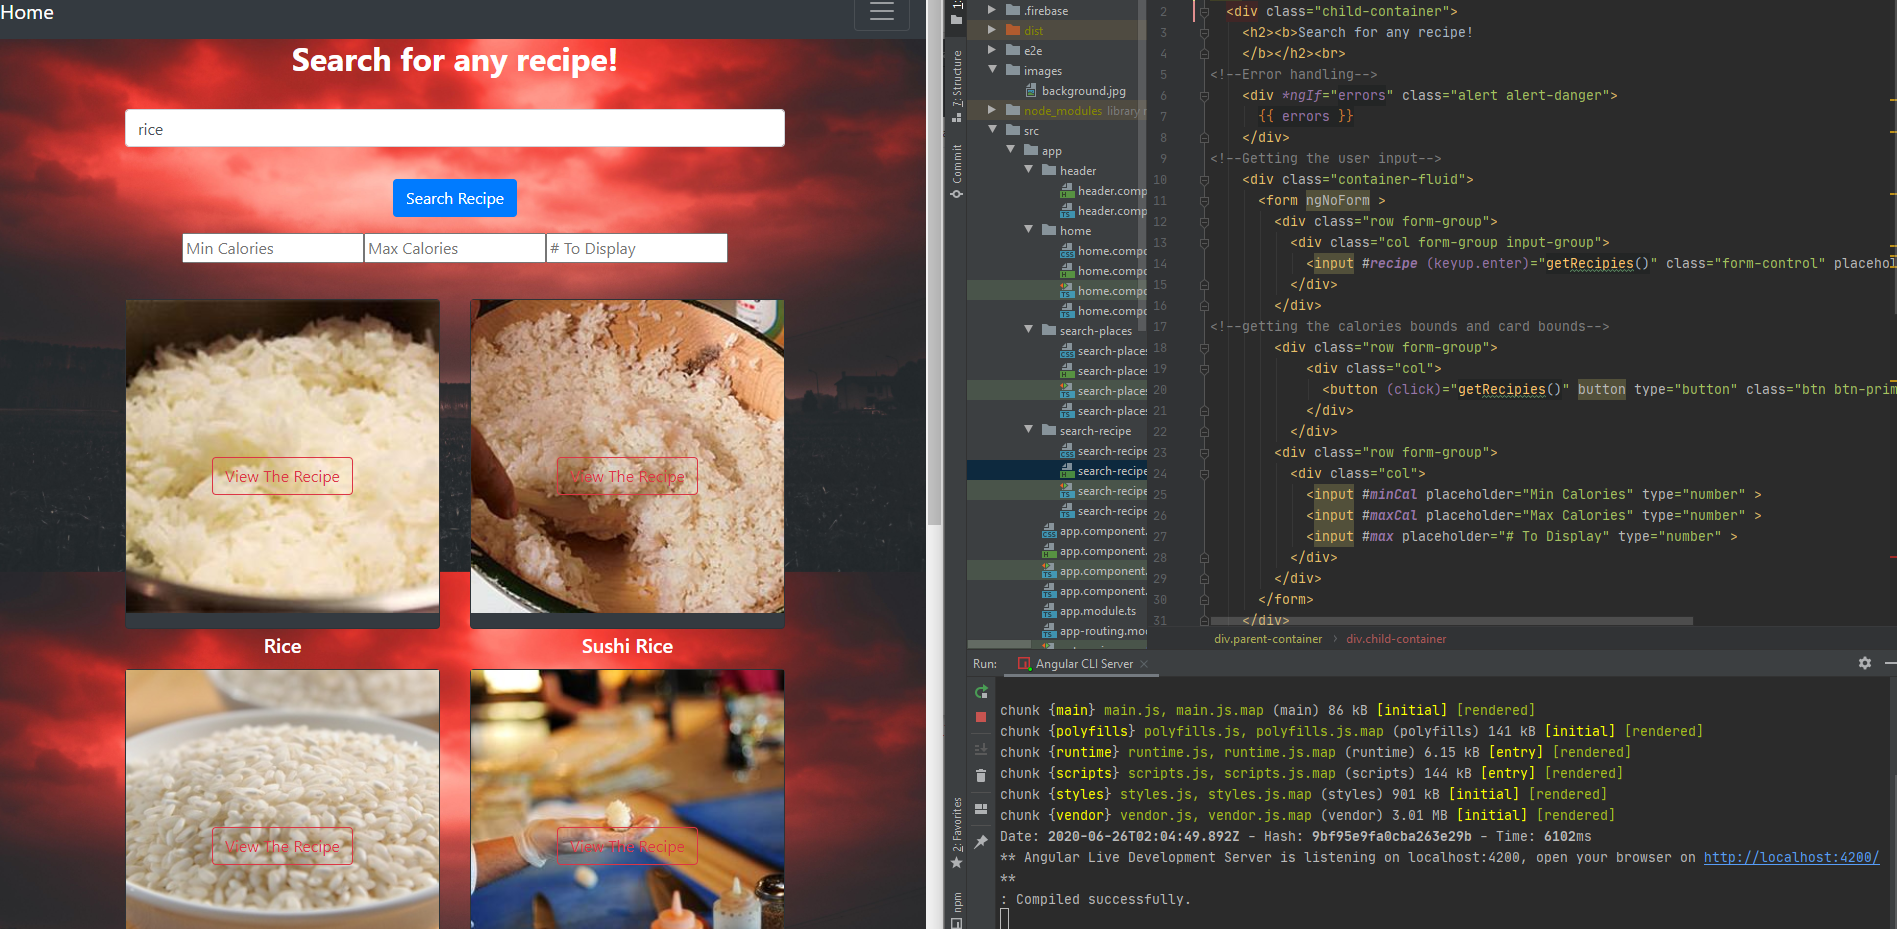 Home
Search for any recipe!
rice
Search Recipe
Min Calories
Max Calories
# To Display
View The Recipe
View The Recipe
Rice
Sushi Rice
View The Recipe
View The Recipe
1:
7: Structure
Commit
2: Favorites
npm
.firebase
dist
e2e
images
background.jpg
node_modules library r
src
app
header
header.comp
header.comp
home
home.compo
home.compo
home.compo
home.compo
search-places
search-places
search-places
search-places
search-places
search-recipe
search-recipe
search-recipe
search-recipe
search-recipe
app.component.
app.component.
app.component.
app.component.
app.module.ts
app-routing.mod
2 <div class="child-container">
3 <h2><b>Search for any recipe!
4 </b></h2><br>
5 <!--Error handling-->
6 <div *ngIf="errors" class="alert alert-danger">
7 {{ errors }}
8 </div>
9 <!--Getting the user input-->
10 <div class="container-fluid">
11 <form ngNoForm >
12 <div class="row form-group">
13 <div class="col form-group input-group">
14 <input #recipe (keyup.enter)="getRecipies()" class="form-control" placehol
15 </div>
16 </div>
17 <!--getting the calories bounds and card bounds-->
18 <div class="row form-group">
19 <div class="col">
20 <button (click)="getRecipies()" button type="button" class="btn btn-prim
21 </div>
22 </div>
23 <div class="row form-group">
24 <div class="col">
25 <input #minCal placeholder="Min Calories" type="number" >
26 <input #maxCal placeholder="Max Calories" type="number" >
27 <input #max placeholder="# To Display" type="number" >
28 </div>
29 </div>
30 </form>
31 </div>
div.parent-container › div.child-container
Run: Angular CLI Server
chunk {main} main.js, main.js.map (main) 86 kB [initial] [rendered]
chunk {polyfills} polyfills.js, polyfills.js.map (polyfills) 141 kB [initial] [rendered]
chunk {runtime} runtime.js, runtime.js.map (runtime) 6.15 kB [entry] [rendered]
chunk {scripts} scripts.js, scripts.js.map (scripts) 144 kB [entry] [rendered]
chunk {styles} styles.js, styles.js.map (styles) 901 kB [initial] [rendered]
chunk {vendor} vendor.js, vendor.js.map (vendor) 3.01 MB [initial] [rendered]
Date: 2020-06-26T02:04:49.892Z - Hash: 9bf95e9fa0cba263e29b - Time: 6102ms
** Angular Live Development Server is listening on localhost:4200, open your browser on http://localhost:4200/
**
: Compiled successfully.